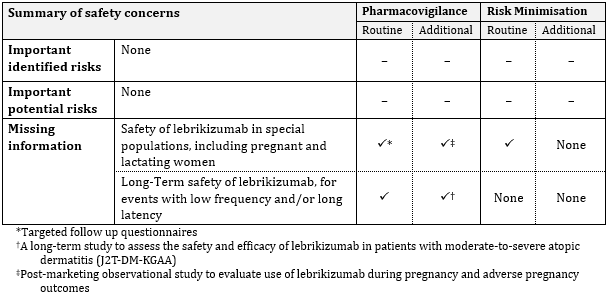 Summary of safety concerns Pharmacovigilance Risk Minimisation
Routine Additional Routine Additional
Important None
identified risks – – – –
Important None
potential risks – – – –
Missing Safety of lebrikizumab in special
information populations, including pregnant and ✓* ✓‡ ✓ None
lactating women
Long-Term safety of lebrikizumab, for
events with low frequency and/or long ✓ ✓† None None
latency
*Targeted follow up questionnaires
†A long-term study to assess the safety and efficacy of lebrikizumab in patients with moderate-to-severe atopic
dermatitis (J2T-DM-KGAA)
‡Post-marketing observational study to evaluate use of lebrikizumab during pregnancy and adverse pregnancy
outcomes